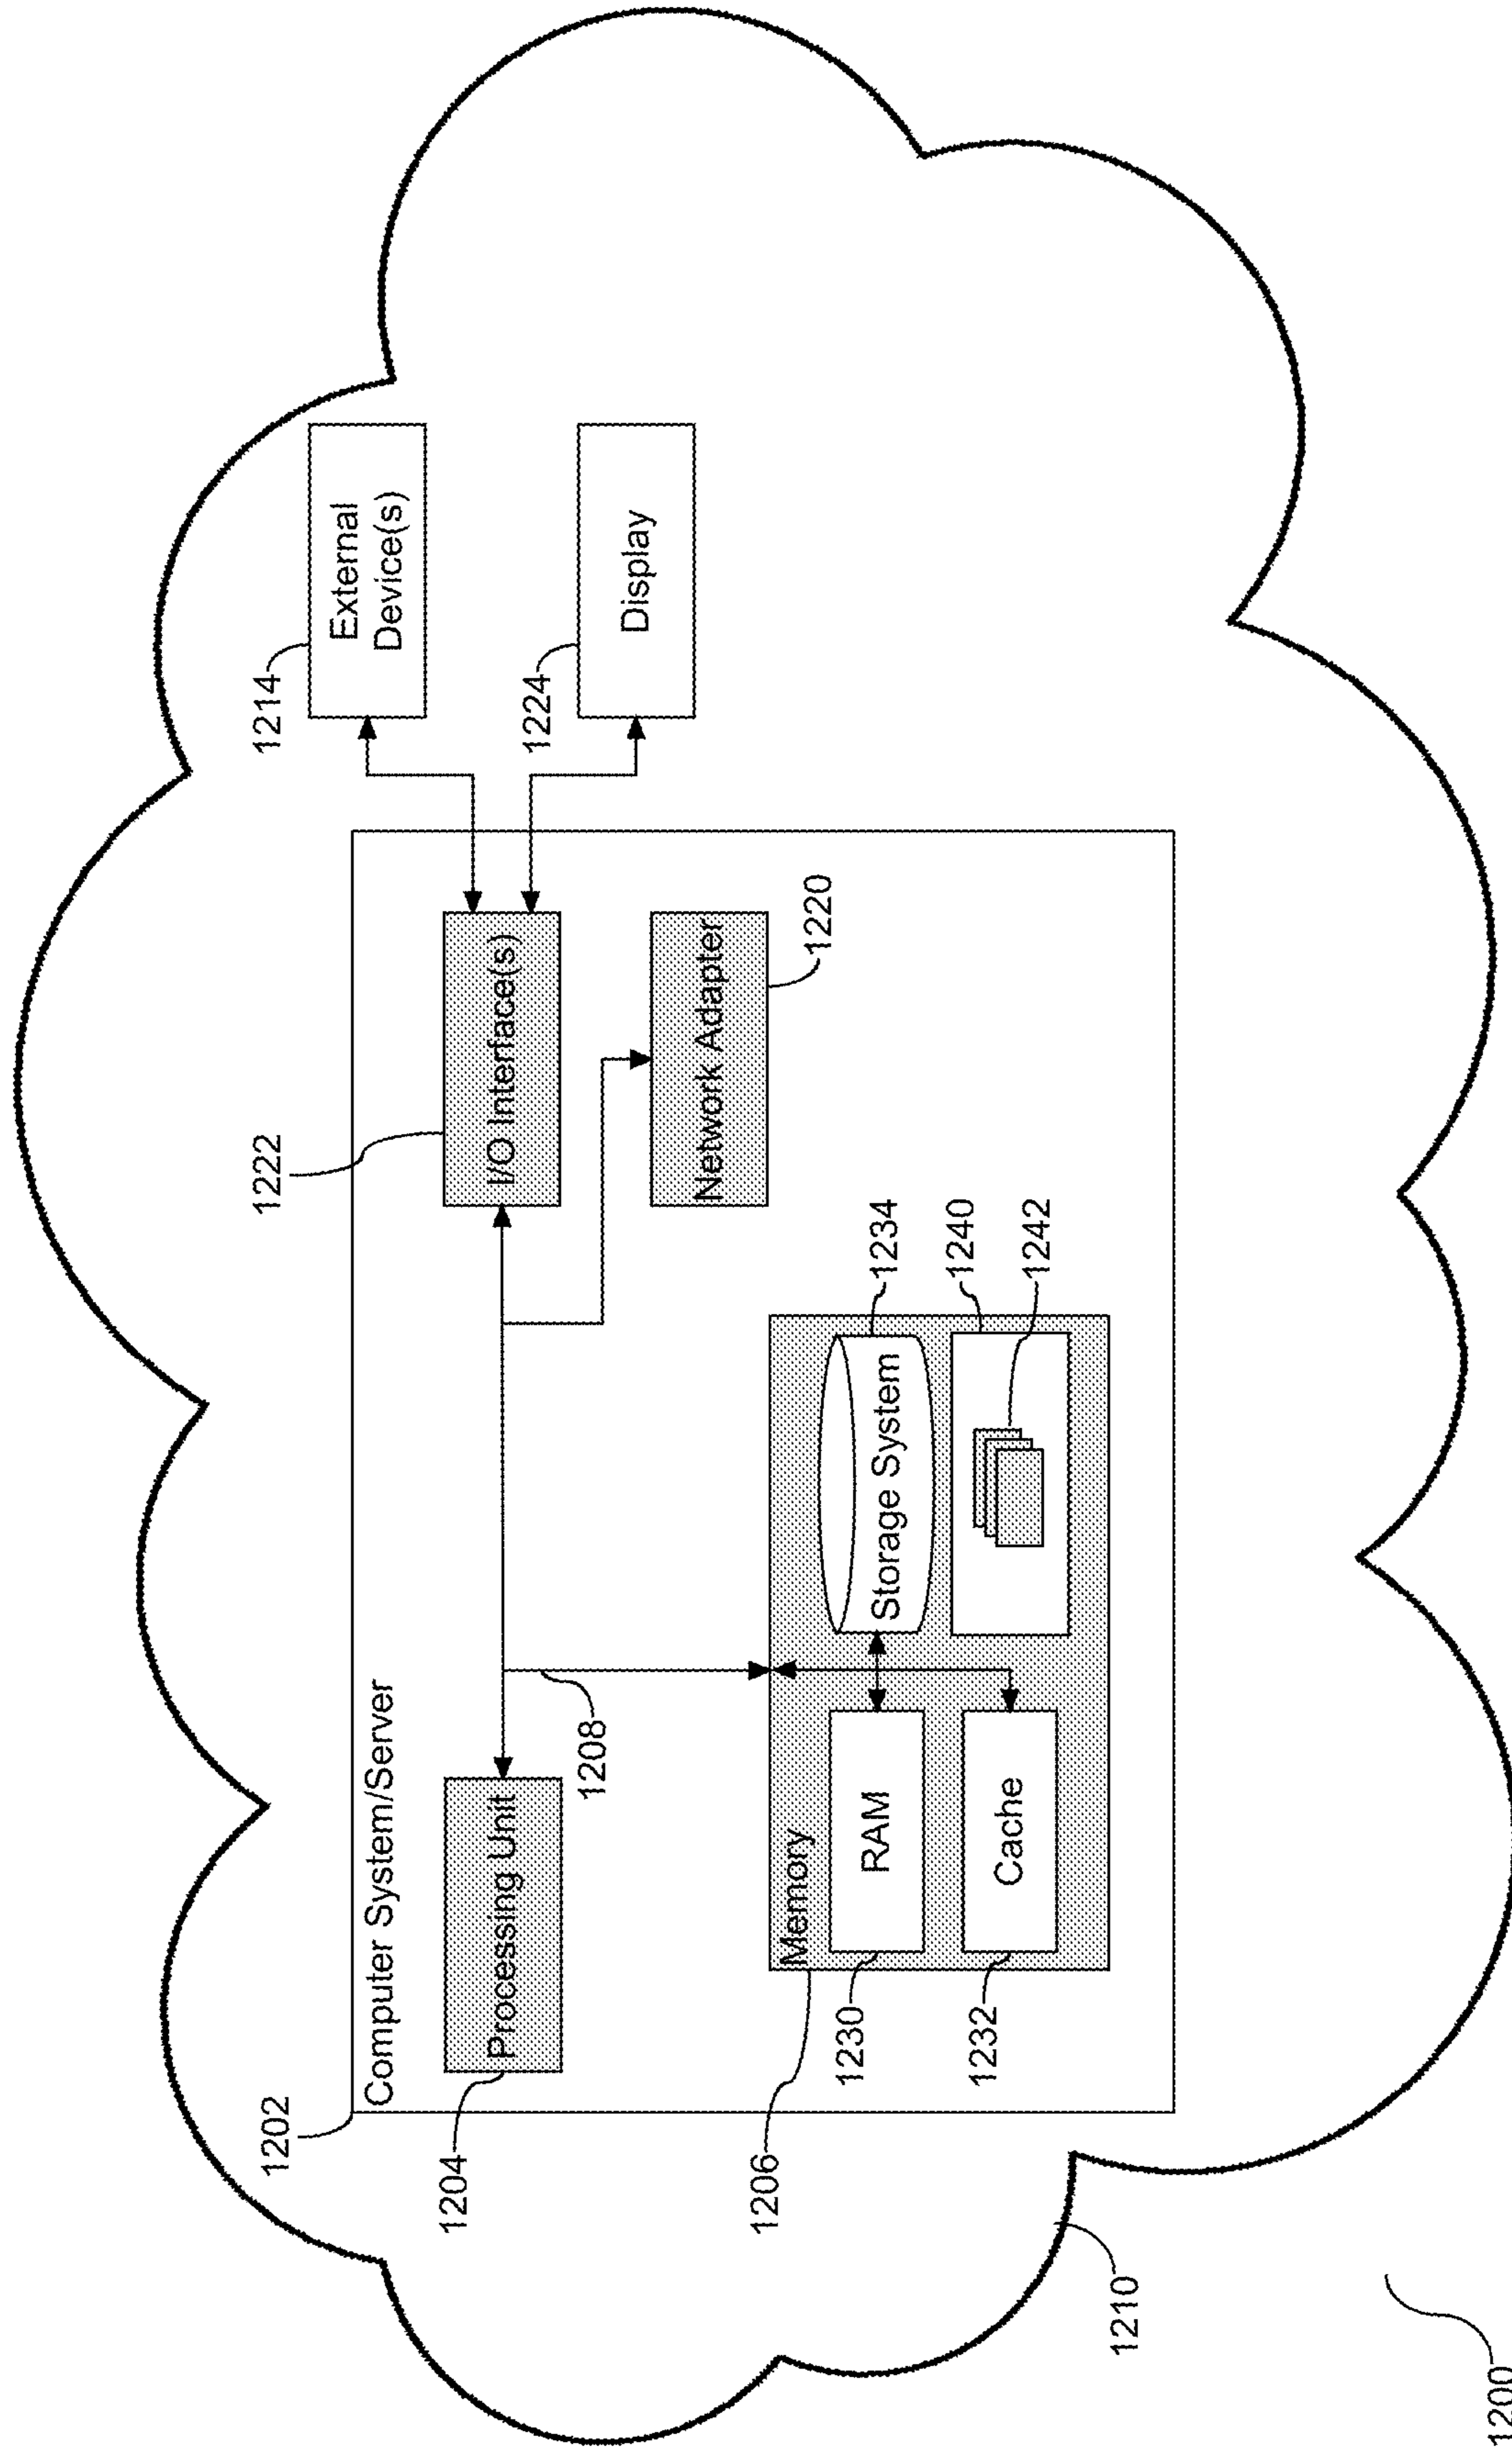 1202
Computer System/Server
1204
Processing Unit
1208
1222
I/O Interface(s)
1214
External
Device(s)
1224
Display
Network Adapter
1220
1206
Memory
1230
RAM
1232
Cache
Storage System
1234
1240
1242
1210
1200